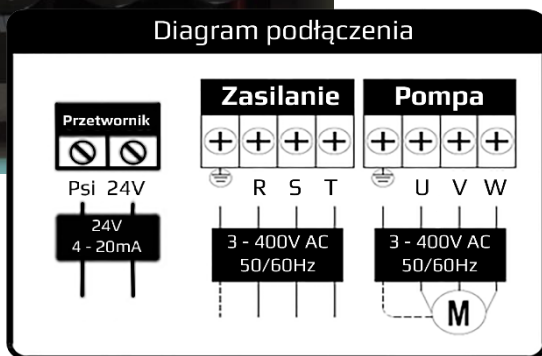 Diagram podłączenia
Przetwornik
Psi 24V
24V
4 - 20mA
Zasilanie
R S T
3 - 400V AC
50/60Hz
Pompa
U V W
3 - 400V AC
50/60Hz
M